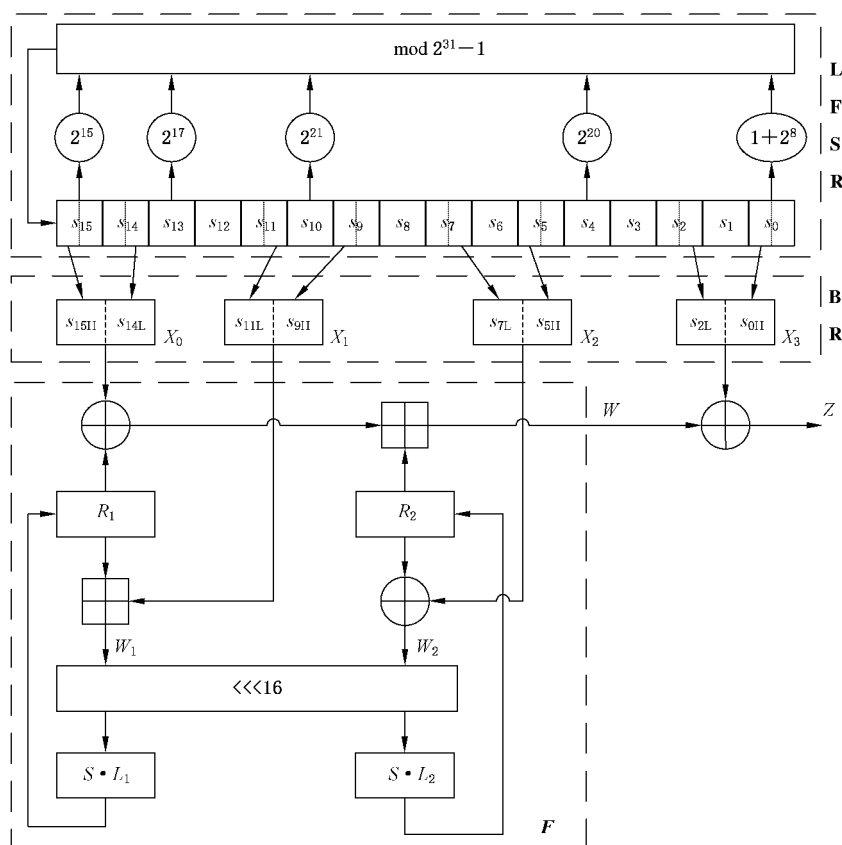 mod 2³¹−1
L
F
S
R
2¹⁵ 2¹⁷ 2²¹ 2²⁰ 1+2⁸
s₁₅ s₁₄ s₁₃ s₁₂ s₁₁ s₁₀ s₉ s₈ s₇ s₆ s₅ s₄ s₃ s₂ s₁ s₀
B
R
s₁₅H s₁₄L X₀ s₁₁L s₉H X₁ s₇L s₅H X₂ s₂L s₀H X₃
W Z
R₁ R₂
W₁ W₂
<<<16
S • L₁ S • L₂
F